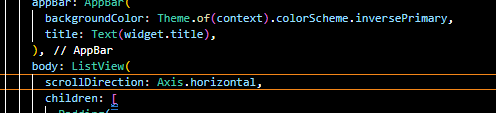 appBar: AppBar(
backgroundColor: Theme.of(context).colorScheme.inversePrimary,
title: Text(widget.title),
), // AppBar
body: ListView(
scrollDirection: Axis.horizontal,
children: [
Padding(